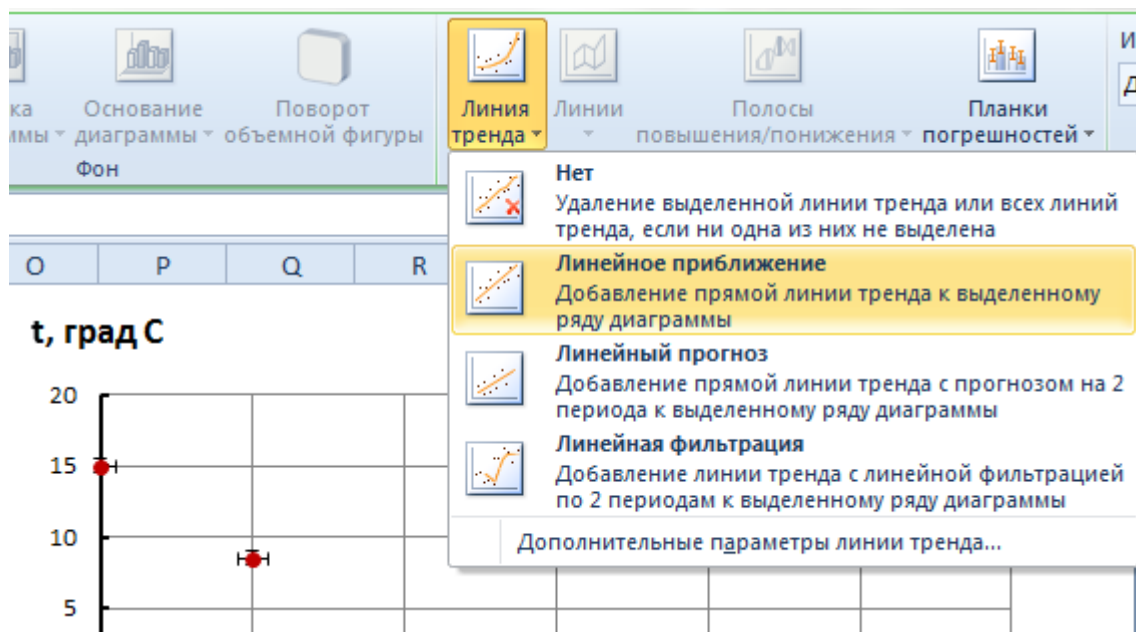 Основание
диаграммы
Поворот
объемной фигуры
Линия
тренда
Линии
Полосы
повышения/понижения
Планки
погрешностей
Фон
Нет
Удаление выделенной линии тренда или всех линий
тренда, если ни одна из них не выделена
Линейное приближение
Добавление прямой линии тренда к выделенному
ряду диаграммы
Линейный прогноз
Добавление прямой линии тренда с прогнозом на 2
периода к выделенному ряду диаграммы
Линейная фильтрация
Добавление линии тренда с линейной фильтрацией
по 2 периодам к выделенному ряду диаграммы
Дополнительные параметры линии тренда...
O P Q R
t, град С
20
15
10
5